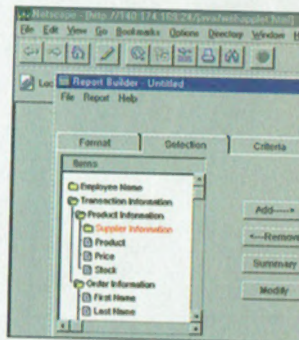 Netscape - [http://140.174.169.24/java/webapplet.html]
File Edit View Go Bookmarks Options Directory Window H
Loc
Report Builder - Untitled
File Report Help
Format Selection Criteria
Items
Employee Name
Transaction Information
Product Information
Supplier Information
Product
Price
Stock
Order Information
First Name
Last Name
Add---->
<---Remove
Summary
Modify